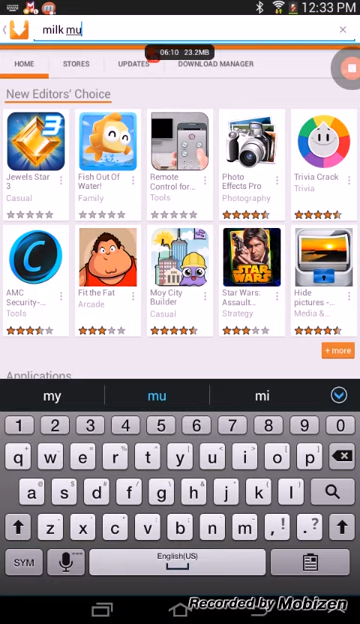 12:33 PM
milk mu
06:10 23.2MB
HOME STORES UPDATES DOWNLOAD MANAGER
New Editors' Choice
Jewels Star 3
Casual
Fish Out Of Water!
Family
Remote Control for...
Tools
Photo Effects Pro
Photography
Trivia Crack
Trivia
AMC Security-...
Tools
Fit the Fat
Arcade
Moy City Builder
Casual
STAR WARS
Star Wars: Assault...
Strategy
Hide pictures -...
Media &...
+ more
Applications
my mu mi
1 2 3 4 5 6 7 8 9 0
q w e r t y u i o p
a s d f g h j k l
z x c v b n m , ! . ?
SYM English(US)
Recorded by Mobizen